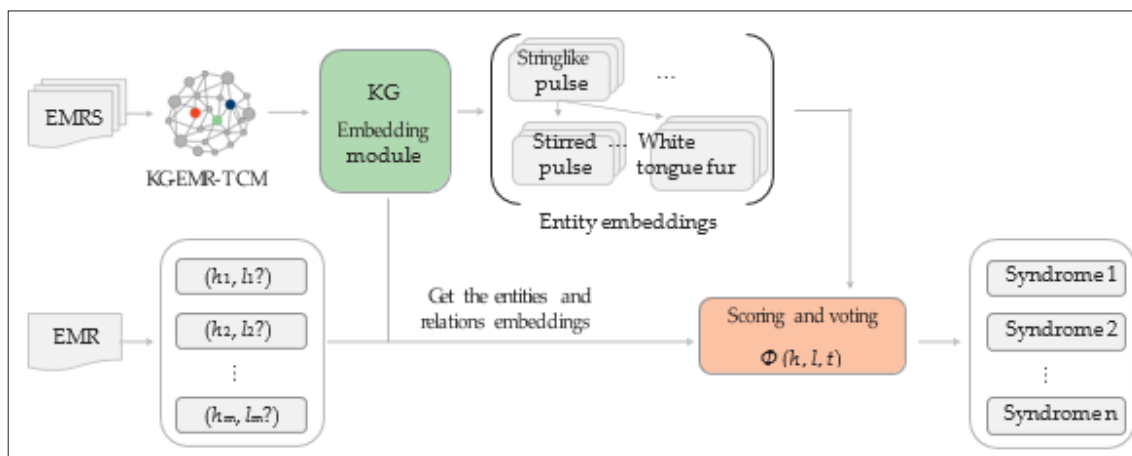 EMRS
KG-EMR-TCM
KG
Embedding
module
Stringlike
pulse
...
Stirred
pulse
...
White
tongue fur
Entity embeddings
EMR
(h1, l1?)
(h2, l2?)
⋮
(hm, lm?)
Get the entities and
relations embeddings
Scoring and voting
Φ (h, l, t)
Syndrome 1
Syndrome 2
⋮
Syndrome n